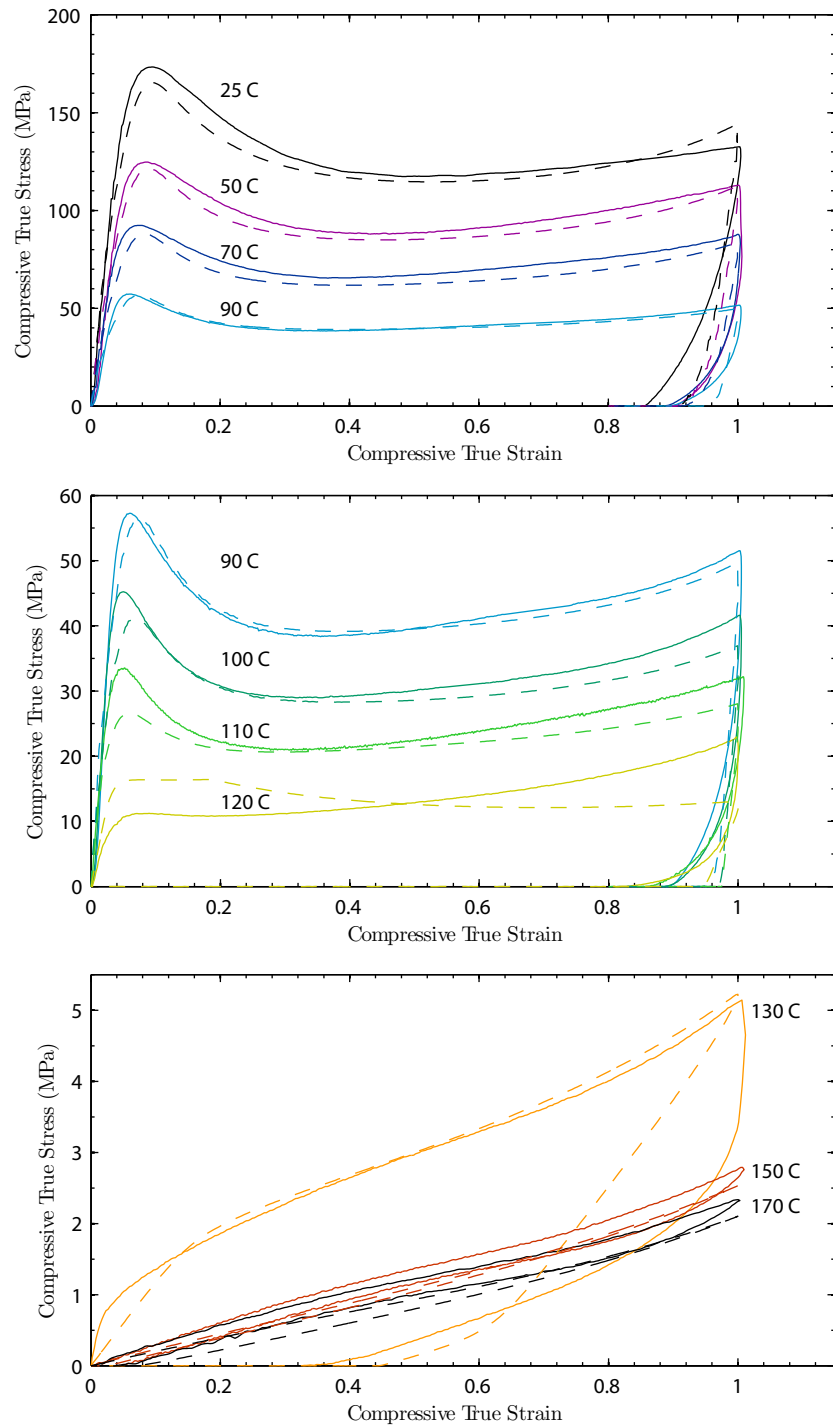 200
150
100
50
0
Compressive True Stress (MPa)
25 C
50 C
70 C
90 C
0 0.2 0.4 0.6 0.8 1
Compressive True Strain
60
50
40
30
20
10
0
Compressive True Stress (MPa)
90 C
100 C
110 C
120 C
0 0.2 0.4 0.6 0.8 1
Compressive True Strain
5
4
3
2
1
0
Compressive True Stress (MPa)
130 C
150 C
170 C
0 0.2 0.4 0.6 0.8 1
Compressive True Strain